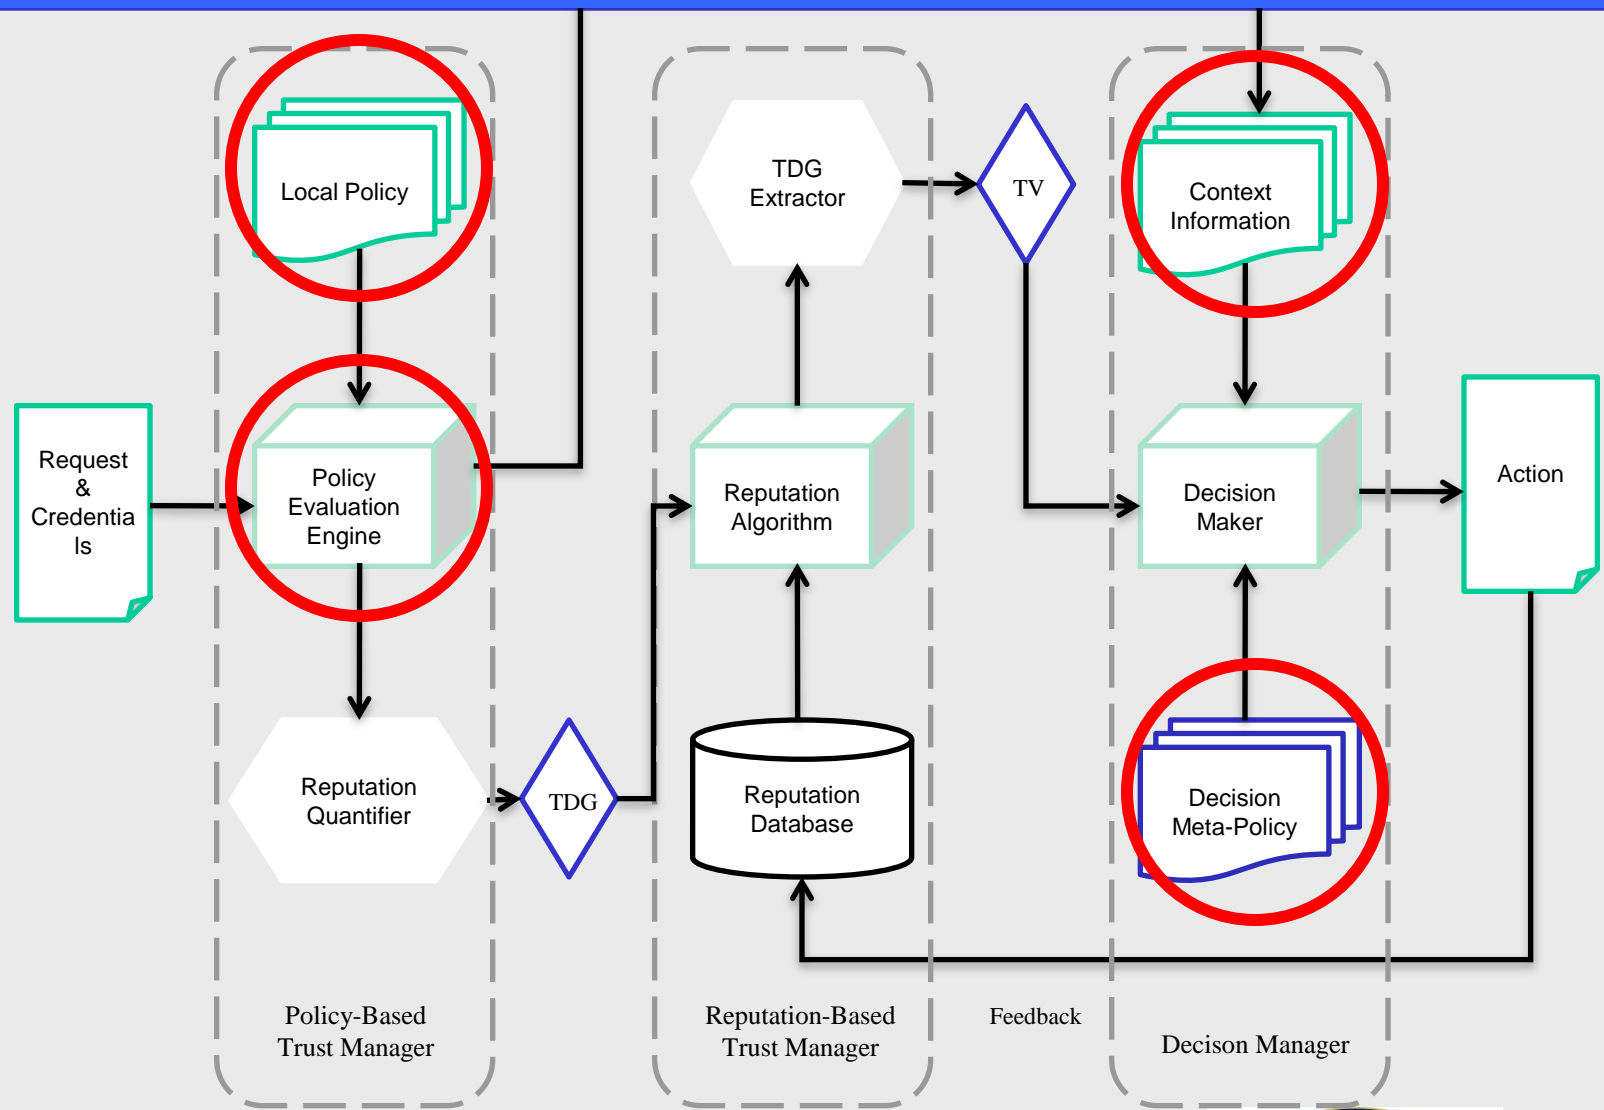 Local Policy
TDG
Extractor
TV
Context
Information
Request
&
Credentia
ls
Policy
Evaluation
Engine
Reputation
Algorithm
Decision
Maker
Action
Reputation
Quantifier
TDG
Reputation
Database
Decision
Meta-Policy
Policy-Based
Trust Manager
Reputation-Based
Trust Manager
Feedback
Decison Manager